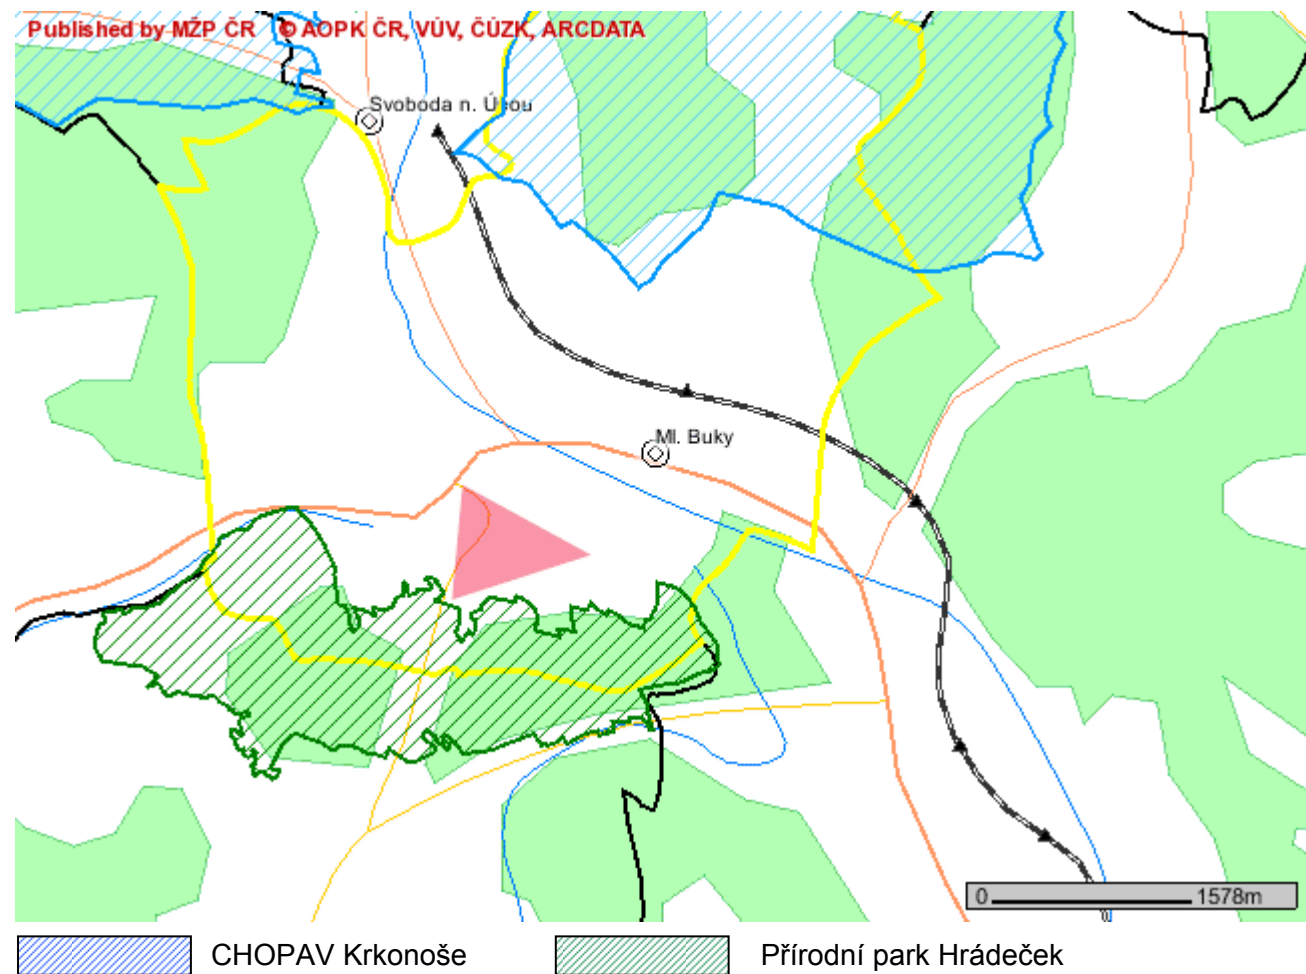 Published by MŽP ČR © AOPK ČR, VÚV, ČÚZK, ARCDATA
Svoboda n. Úpou
Ml. Buky
0 1578m
CHOPAV Krkonoše
Přírodní park Hrádeček